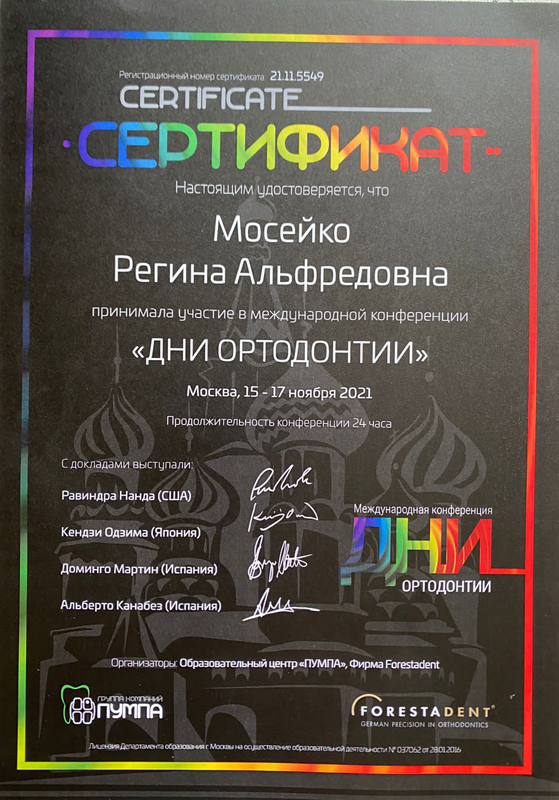 Регистрационный номер сертификата 21.11.5549
CERTIFICATE
·СЕРТИФИКАТ·
Настоящим удостоверяется, что
Мосейко
Регина Альфредовна
принимала участие в международной конференции
«ДНИ ОРТОДОНТИИ»
Москва, 15 - 17 ноября 2021
Продолжительность конференции 24 часа
С докладами выступали:
Равиндра Нанда (США)
Кендзи Одзима (Япония)
Доминго Мартин (Испания)
Альберто Канабез (Испания)
Международная конференция
ДНИ
ОРТОДОНТИИ
Организаторы: Образовательный центр «ПУМПА», Фирма Forestadent
ГРУППА КОМПАНИЙ
ПУМПА
FORESTADENT®
GERMAN PRECISION IN ORTHODONTICS
Лицензия Департамента образования г. Москвы на осуществление образовательной деятельности № 037062 от 28.01.2016